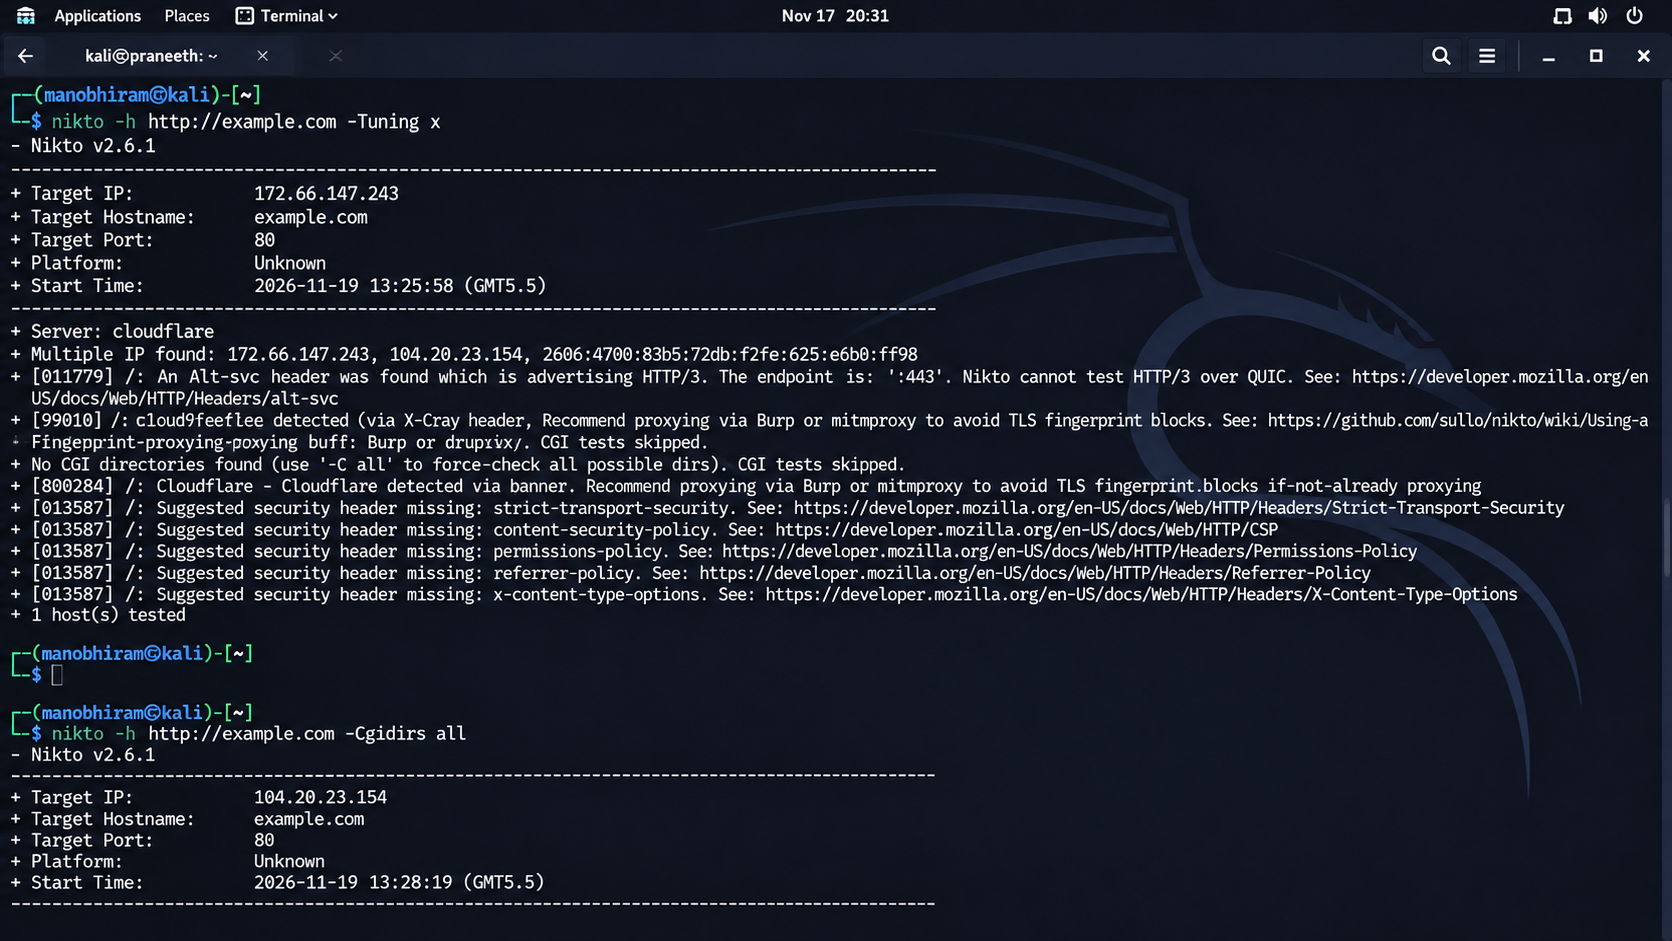 Applications Places Terminal Nov 17 20:31
kali@praneeth: ~
┌─(manobhiram㉿kali)-[~]
└─$ nikto -h http://example.com -Tuning x
- Nikto v2.6.1
---------------------------------------------------------------------------
+ Target IP: 172.66.147.243
+ Target Hostname: example.com
+ Target Port: 80
+ Platform: Unknown
+ Start Time: 2026-11-19 13:25:58 (GMT5.5)
---------------------------------------------------------------------------
+ Server: cloudflare
+ Multiple IP found: 172.66.147.243, 104.20.23.154, 2606:4700:83b5:72db:f2fe:625:e6b0:ff98
+ [011779] /: An Alt-svc header was found which is advertising HTTP/3. The endpoint is: ':443'. Nikto cannot test HTTP/3 over QUIC. See: https://developer.mozilla.org/en
US/docs/Web/HTTP/Headers/alt-svc
+ [99010] /: cloud9feeflee detected (via X-Cray header, Recommend proxying via Burp or mitmproxy to avoid TLS fingerprint blocks. See: https://github.com/sullo/nikto/wiki/Using-a
Fingepprint-proxying-poxying buff: Burp or CGI tests skipped.
+ No CGI directories found (use '-C all' to force-check all possible dirs). CGI tests skipped.
+ [800284] /: Cloudflare - Cloudflare detected via banner. Recommend proxying via Burp or mitmproxy to avoid TLS fingerprint.blocks if-not-already proxying
+ [013587] /: Suggested security header missing: strict-transport-security. See: https://developer.mozilla.org/en-US/docs/Web/HTTP/Headers/Strict-Transport-Security
+ [013587] /: Suggested security header missing: content-security-policy. See: https://developer.mozilla.org/en-US/docs/Web/HTTP/CSP
+ [013587] /: Suggested security header missing: permissions-policy. See: https://developer.mozilla.org/en-US/docs/Web/HTTP/Headers/Permissions-Policy
+ [013587] /: Suggested security header missing: referrer-policy. See: https://developer.mozilla.org/en-US/docs/Web/HTTP/Headers/Referrer-Policy
+ [013587] /: Suggested security header missing: x-content-type-options. See: https://developer.mozilla.org/en-US/docs/Web/HTTP/Headers/X-Content-Type-Options
+ 1 host(s) tested
┌─(manobhiram㉿kali)-[~]
└─$
┌─(manobhiram㉿kali)-[~]
└─$ nikto -h http://example.com -Cgidirs all
- Nikto v2.6.1
---------------------------------------------------------------------------
+ Target IP: 104.20.23.154
+ Target Hostname: example.com
+ Target Port: 80
+ Platform: Unknown
+ Start Time: 2026-11-19 13:28:19 (GMT5.5)
---------------------------------------------------------------------------